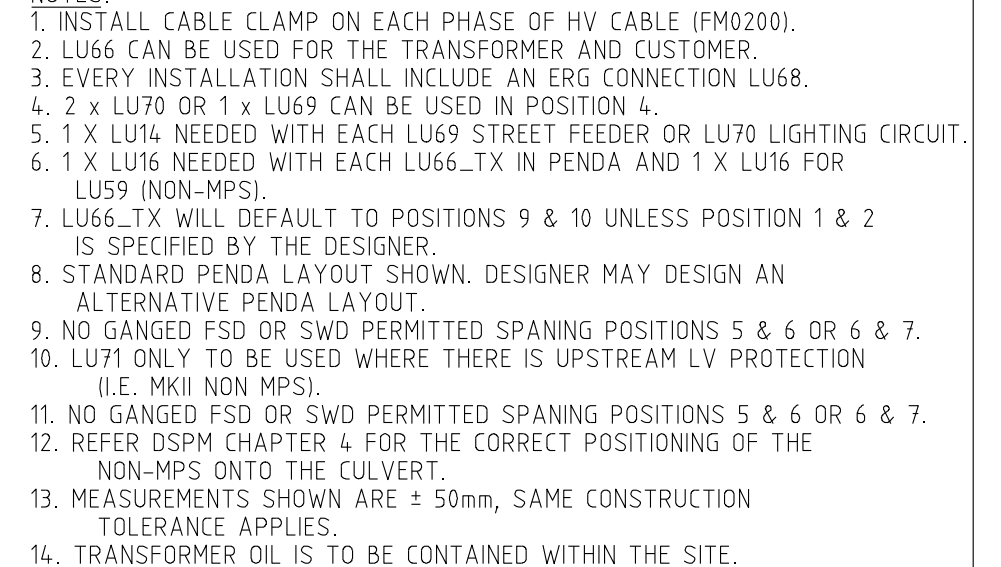 NOTES:
1. INSTALL CABLE CLAMP ON EACH PHASE OF HV CABLE (FM0200).
2. LU66 CAN BE USED FOR THE TRANSFORMER AND CUSTOMER.
3. EVERY INSTALLATION SHALL INCLUDE AN ERG CONNECTION LU68.
4. 2 x LU70 OR 1 x LU69 CAN BE USED IN POSITION 4.
5. 1 X LU14 NEEDED WITH EACH LU69 STREET FEEDER OR LU70 LIGHTING CIRCUIT.
6. 1 X LU16 NEEDED WITH EACH LU66_TX IN PENDA AND 1 X LU16 FOR
LU59 (NON-MPS).
7. LU66_TX WILL DEFAULT TO POSITIONS 9 & 10 UNLESS POSITION 1 & 2
IS SPECIFIED BY THE DESIGNER.
8. STANDARD PENDA LAYOUT SHOWN. DESIGNER MAY DESIGN AN
ALTERNATIVE PENDA LAYOUT.
9. NO GANGED FSD OR SWD PERMITTED SPANING POSITIONS 5 & 6 OR 6 & 7.
10. LU71 ONLY TO BE USED WHERE THERE IS UPSTREAM LV PROTECTION
(I.E. MKII NON MPS).
11. NO GANGED FSD OR SWD PERMITTED SPANING POSITIONS 5 & 6 OR 6 & 7.
12. REFER DSPM CHAPTER 4 FOR THE CORRECT POSITIONING OF THE
NON-MPS ONTO THE CULVERT.
13. MEASUREMENTS SHOWN ARE ± 50mm, SAME CONSTRUCTION
TOLERANCE APPLIES.
14. TRANSFORMER OIL IS TO BE CONTAINED WITHIN THE SITE.